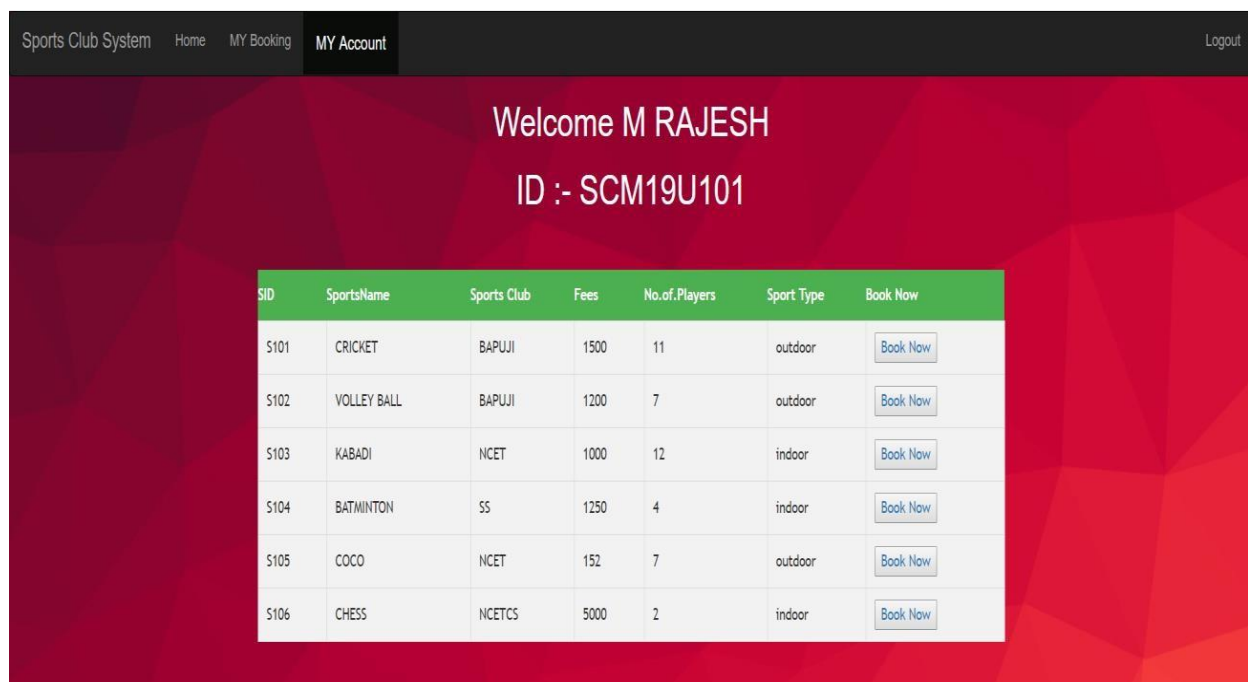 Sports Club System Home MY Booking MY Account Logout
Welcome M RAJESH
ID :- SCM19U101
SID SportsName Sports Club Fees No.of.Players Sport Type Book Now
S101 CRICKET BAPUJI 1500 11 outdoor Book Now
S102 VOLLEY BALL BAPUJI 1200 7 outdoor Book Now
S103 KABADI NCET 1000 12 indoor Book Now
S104 BATMINTON SS 1250 4 indoor Book Now
S105 COCO NCET 152 7 outdoor Book Now
S106 CHESS NCETCS 5000 2 indoor Book Now